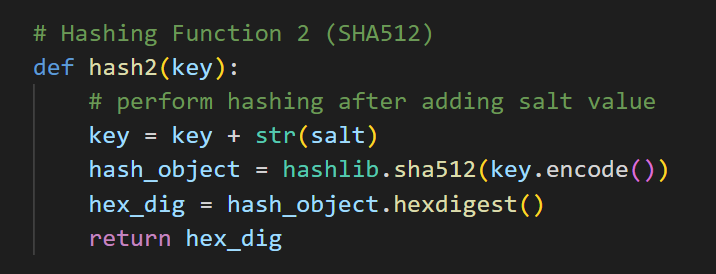 # Hashing Function 2 (SHA512)
def hash2(key):
    # perform hashing after adding salt value
    key = key + str(salt)
    hash_object = hashlib.sha512(key.encode())
    hex_dig = hash_object.hexdigest()
    return hex_dig